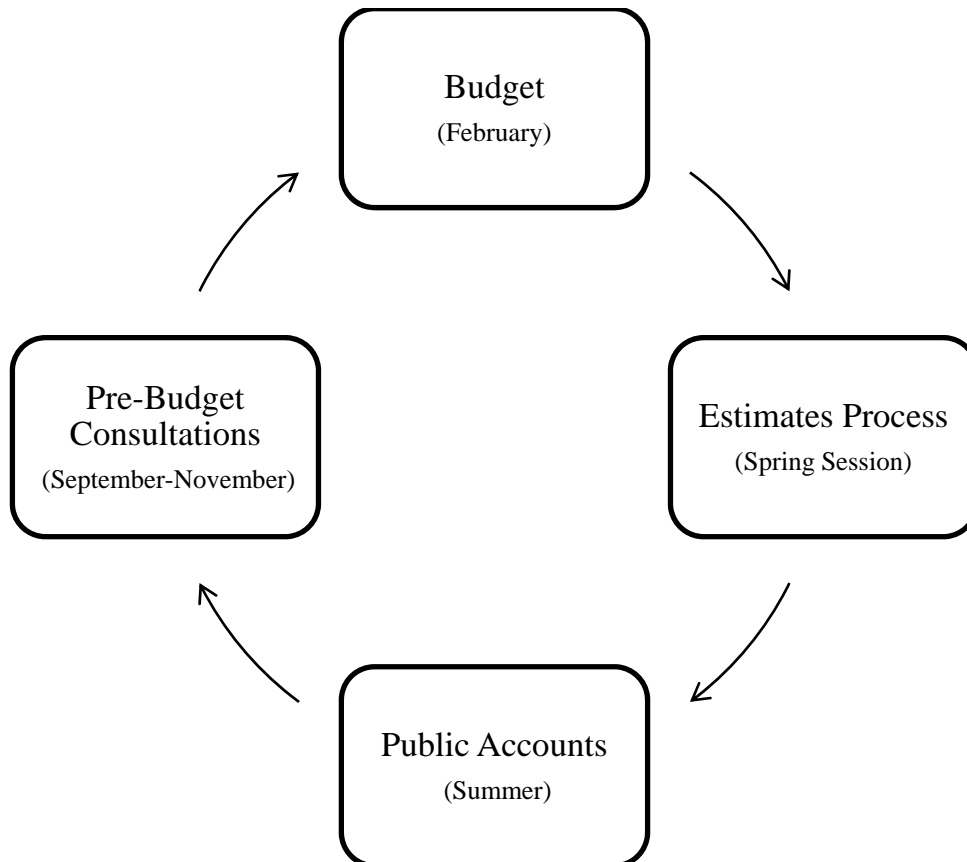 Budget
(February)
Pre-Budget
Consultations
(September-November)
Estimates Process
(Spring Session)
Public Accounts
(Summer)